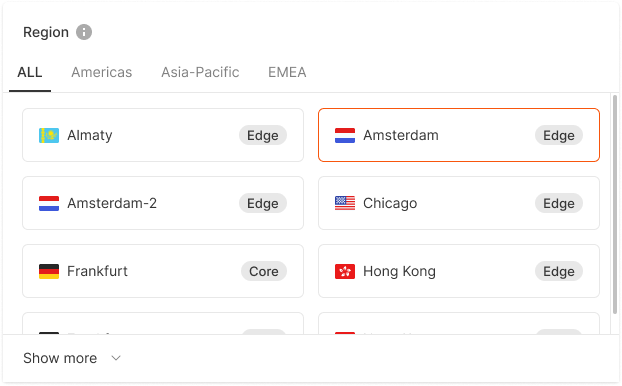 Region
ALL Americas Asia-Pacific EMEA
Almaty Edge Amsterdam Edge
Amsterdam-2 Edge Chicago Edge
Frankfurt Core Hong Kong Edge
Show more